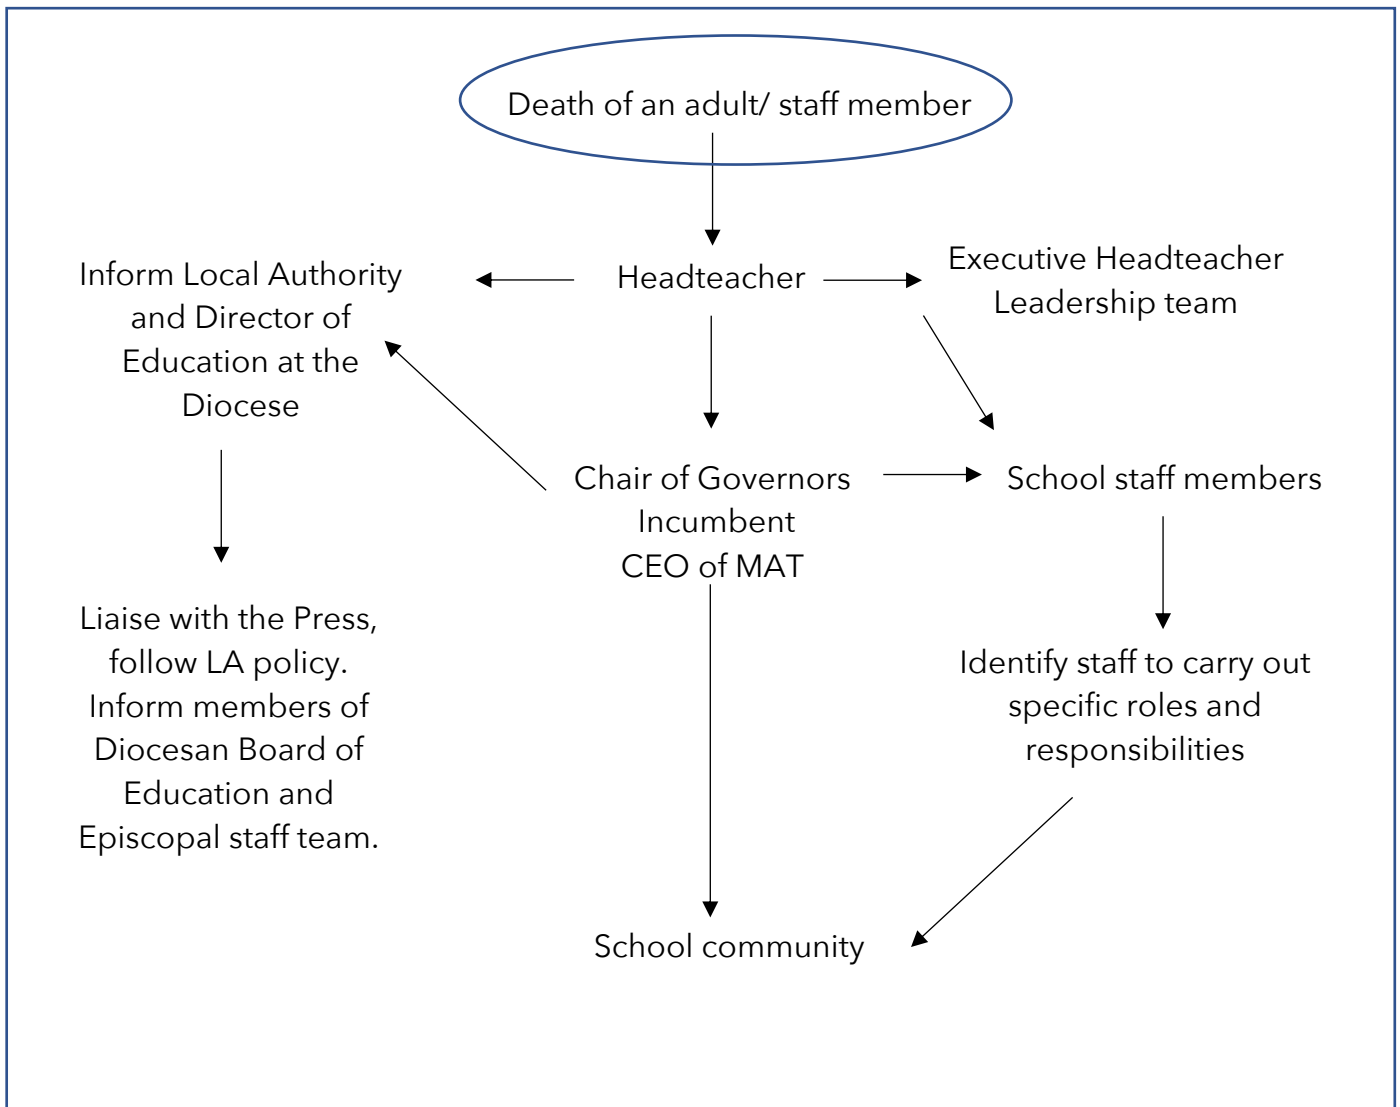 Death of an adult/ staff member
Inform Local Authority
and Director of
Education at the
Diocese
Headteacher
Executive Headteacher
Leadership team
Chair of Governors
Incumbent
CEO of MAT
School staff members
Liaise with the Press,
follow LA policy.
Inform members of
Diocesan Board of
Education and
Episcopal staff team.
Identify staff to carry out
specific roles and
responsibilities
School community